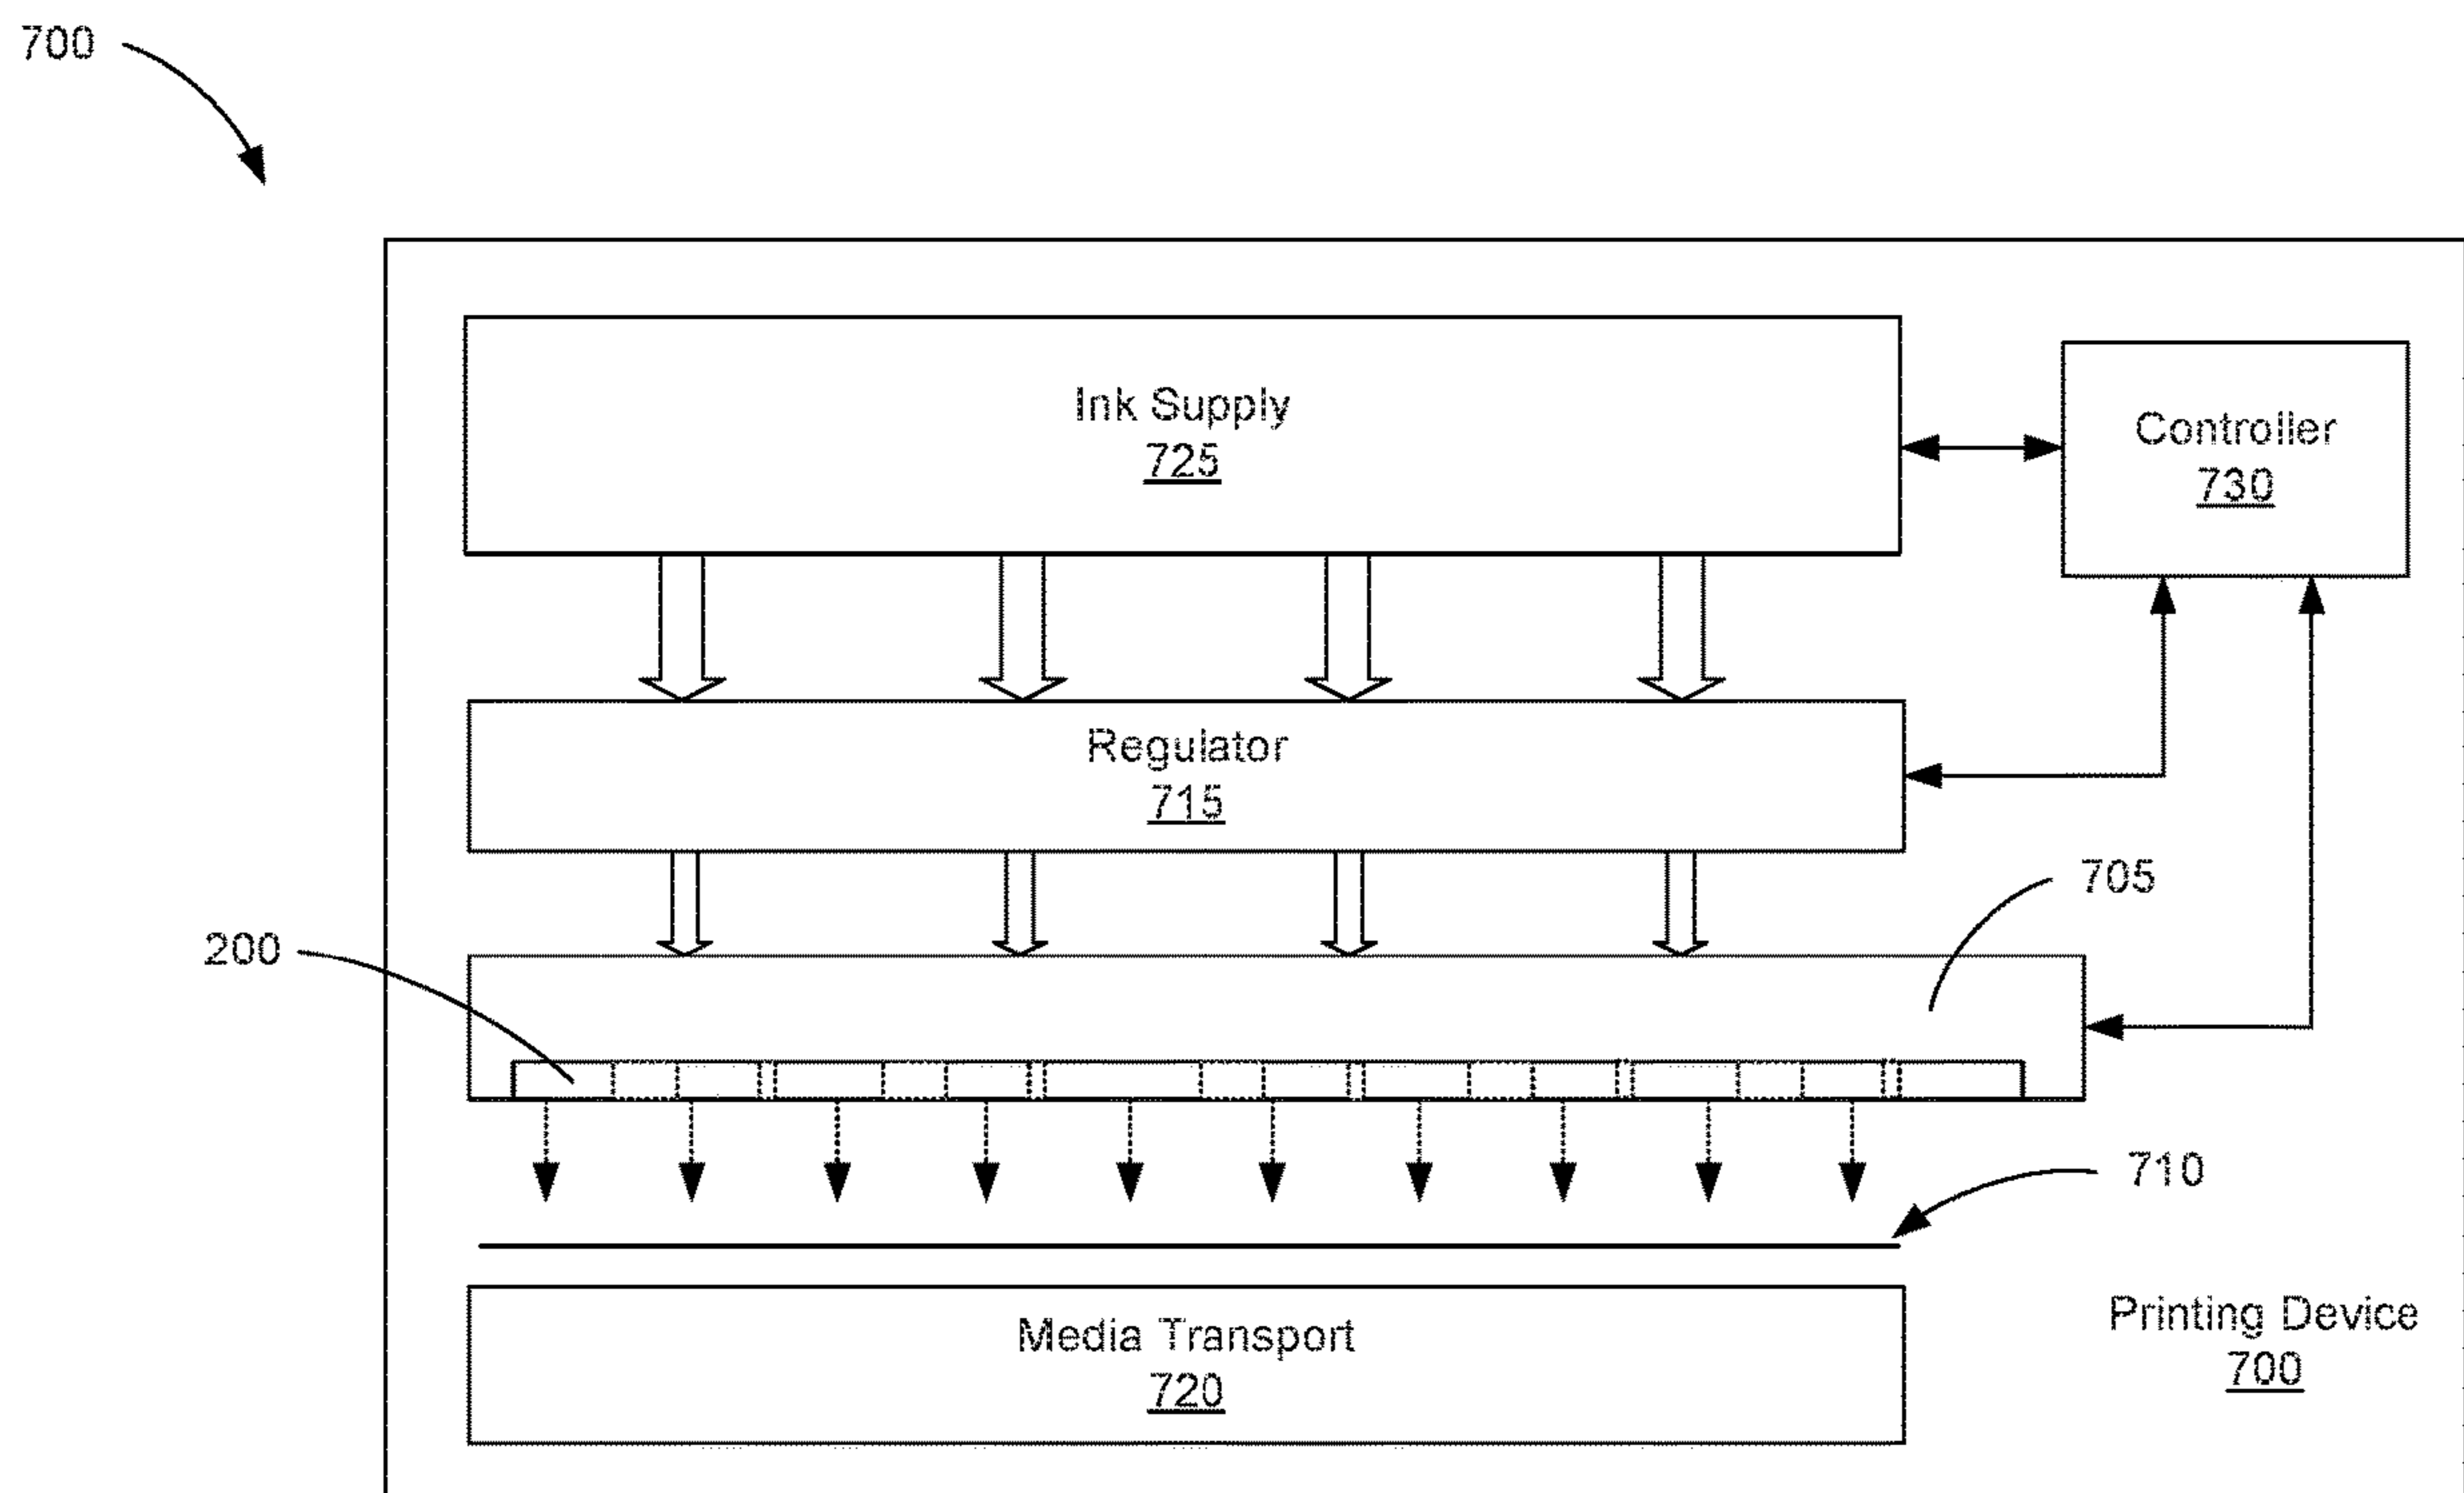 700
Ink Supply
725
Controller
730
Regulator
715
705
200
710
Media Transport
720
Printing Device
700